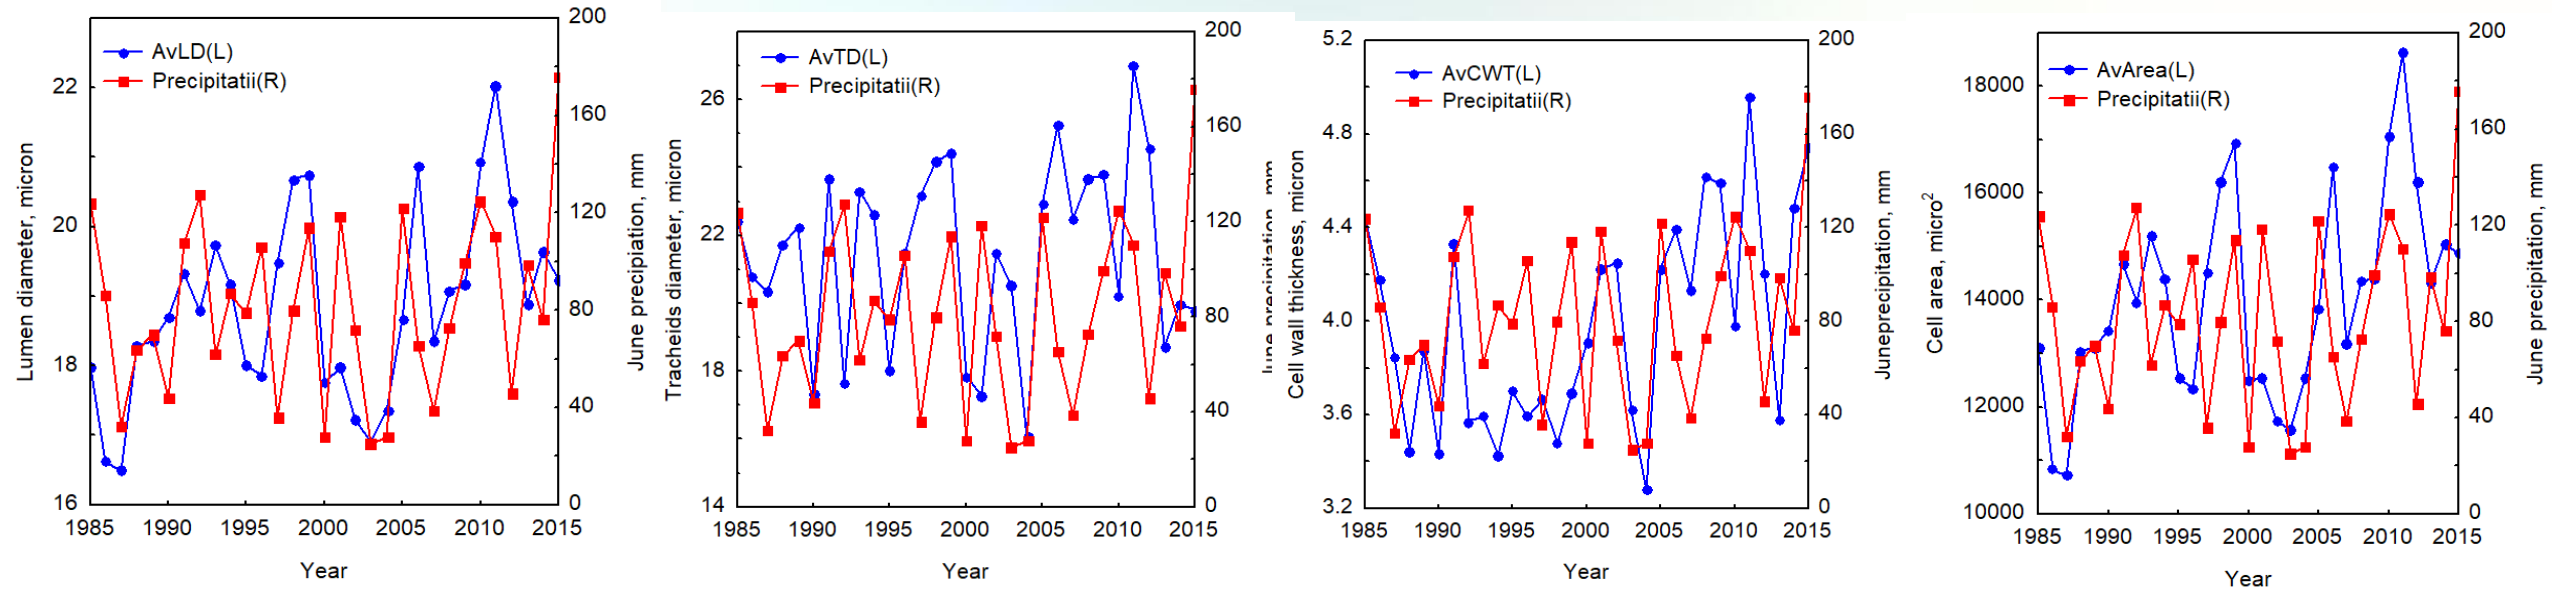 AvLD(L)
Precipitatii(R)
Lumen diameter, micron
22
20
18
16
200
160
120
80
40
0
June precipiation, mm
1985 1990 1995 2000 2005 2010 2015
Year
AvTD(L)
Precipitatii(R)
Tracheids diameter, micron
26
22
18
14
200
160
120
80
40
0
June precipitation, mm
1985 1990 1995 2000 2005 2010 2015
Year
AvCWT(L)
Precipitatii(R)
Cell wall thickness, micron
5.2
4.8
4.4
4.0
3.6
3.2
200
160
120
80
40
0
Juneprecipitation, mm
1985 1990 1995 2000 2005 2010 2015
Year
AvArea(L)
Precipitatii(R)
Cell area, micro²
18000
16000
14000
12000
10000
200
160
120
80
40
0
June precipitation, mm
1985 1990 1995 2000 2005 2010 2015
Year